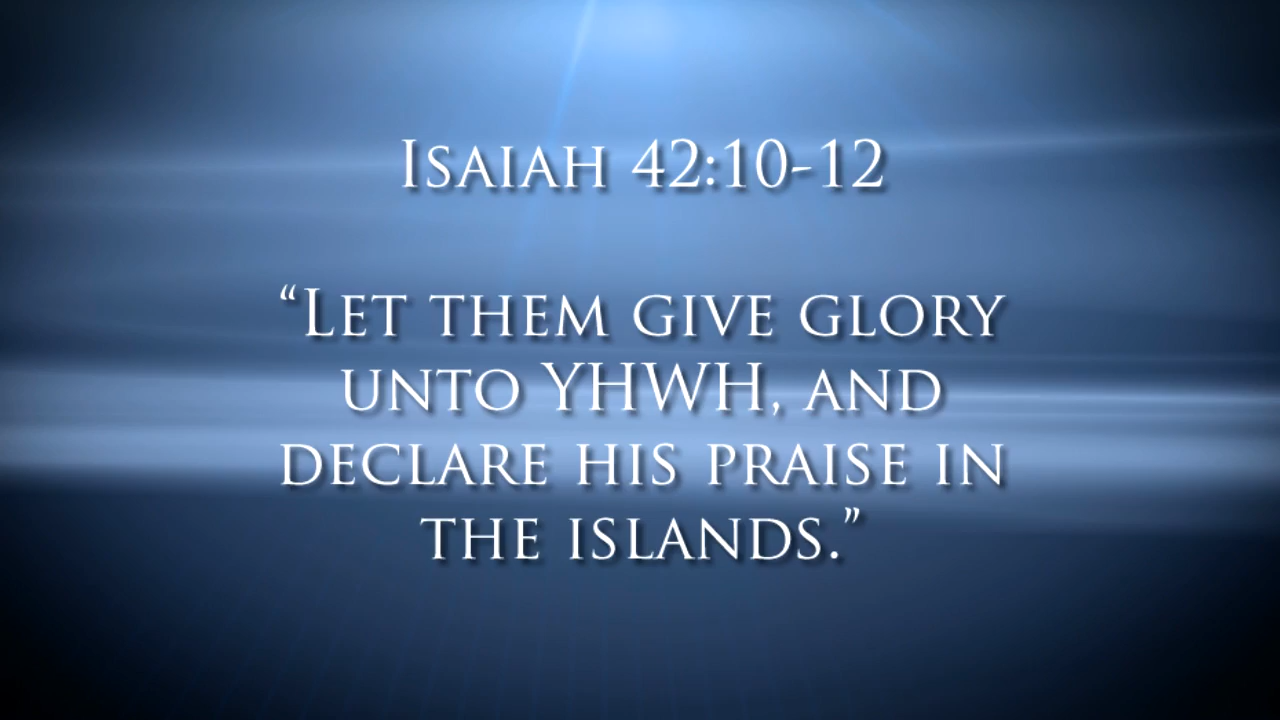 Isaiah 42:10-12
“Let them give glory
unto YHWH, and
declare his praise in
the islands.”